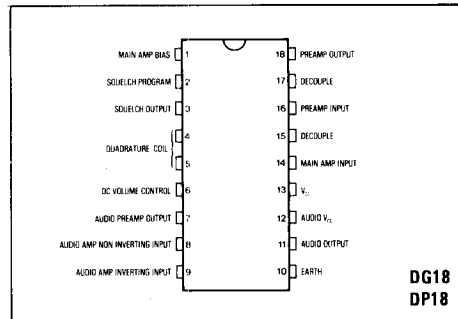 MAIN AMP BIAS 1 18 PREAMP OUTPUT
SQUELCH PROGRAM 2 17 DECOUPLE
SQUELCH OUTPUT 3 16 PREAMP INPUT
4 15 DECOUPLE
QUADRATURE COIL
5 14 MAIN AMP INPUT
DC VOLUME CONTROL 6 13 VCC
AUDIO PREAMP OUTPUT 7 12 AUDIO VCC
AUDIO AMP NON INVERTING INPUT 8 11 AUDIO OUTPUT
AUDIO AMP INVERTING INPUT 9 10 EARTH
DG18
DP18